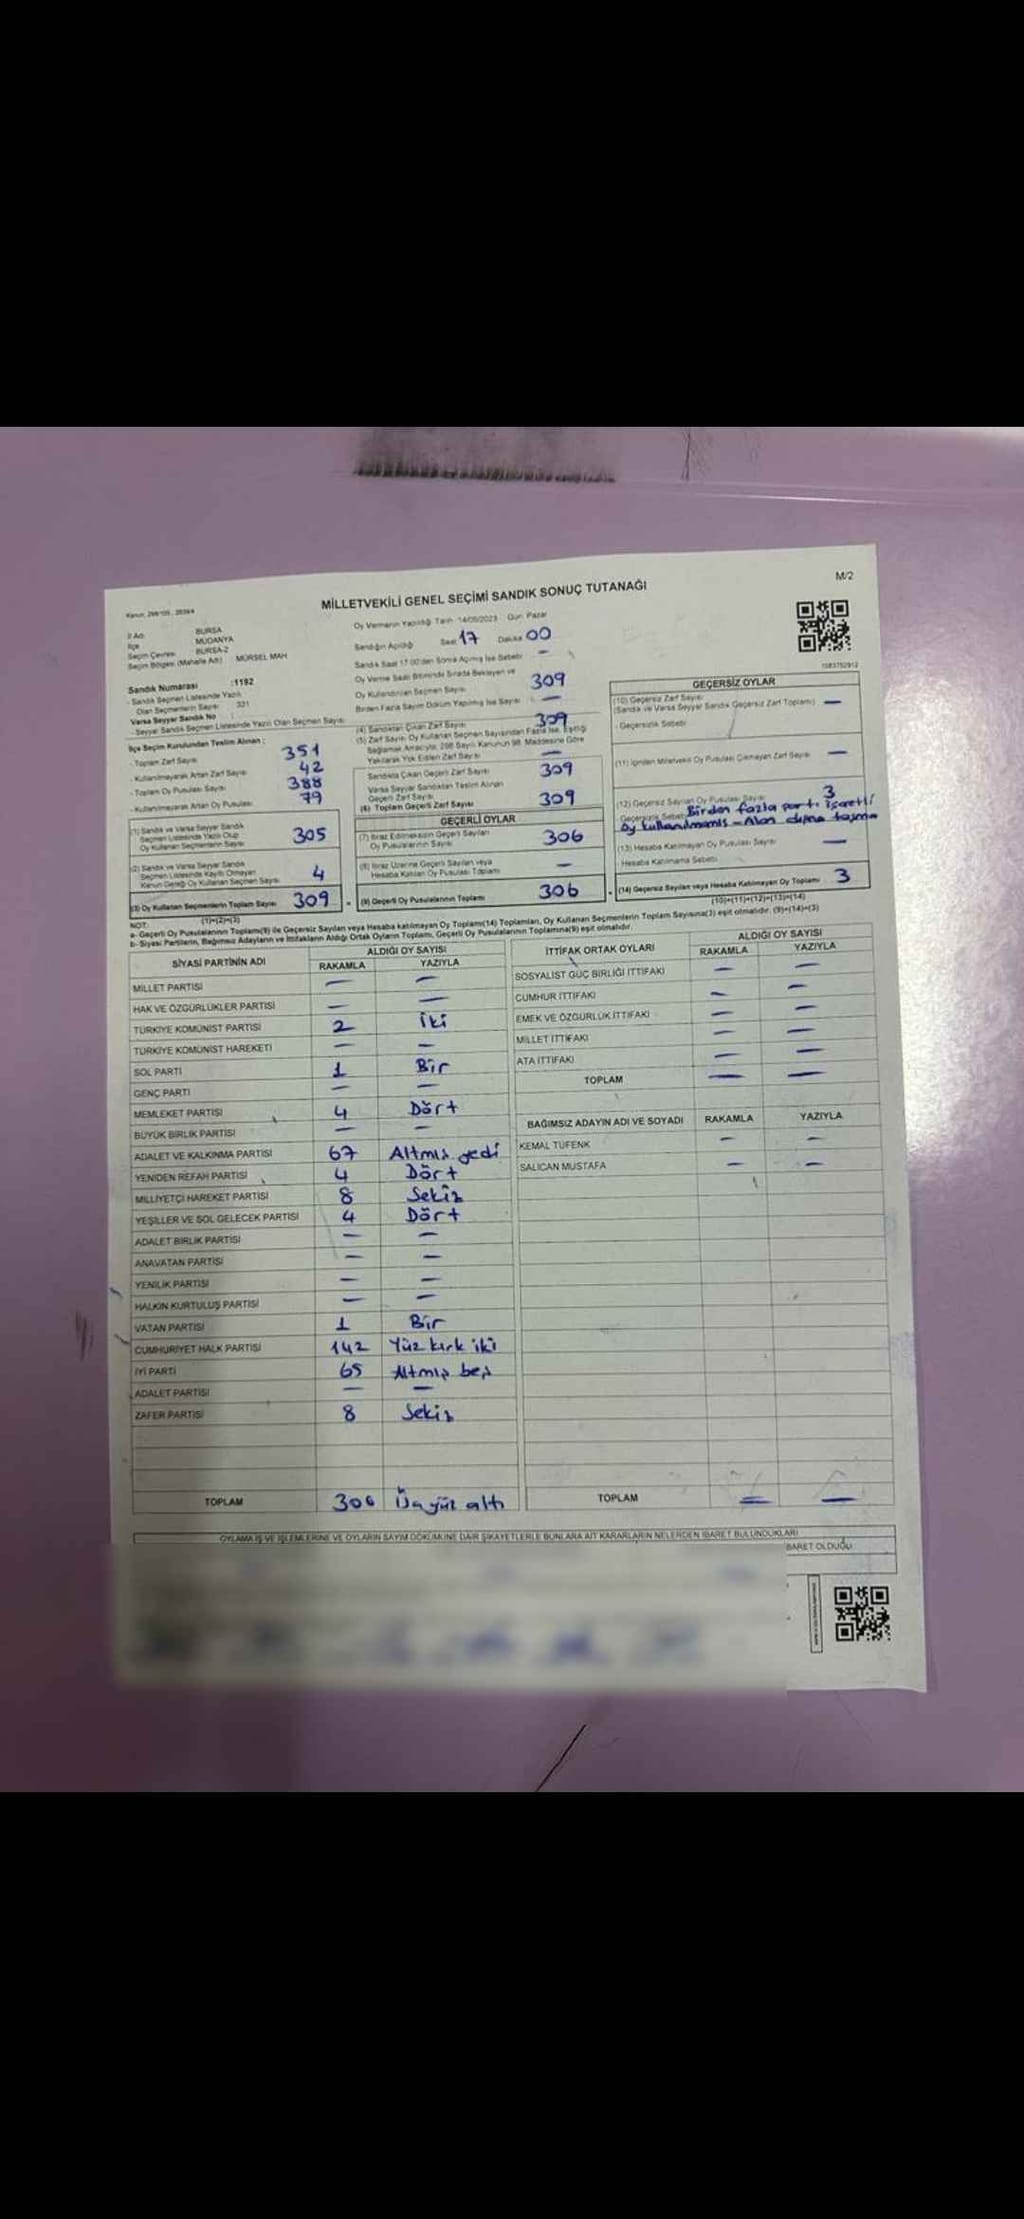 M/2
Kanun: 298/105, 2839/4
MİLLETVEKİLİ GENEL SEÇİMİ SANDIK SONUÇ TUTANAĞI
İl Adı: BURSA
İlçe MUDANYA
Seçim Çevresi: BURSA-2
Seçim Bölgesi (Mahalle Adı) MÜRSEL MAH
Sandık Numarası :1192
- Sandık Seçmen Listesinde Yazılı
Olan Seçmenlerin Sayısı 331
Varsa Seyyar Sandık No :
- Seyyar Sandık Seçmen Listesinde Yazılı Olan Seçmen Sayısı:
Oy Vermenin Yapıldığı Tarih 14/05/2023 Gün: Pazar
Sandığın Açıldığı Saat 17 Dakika 00
Sandık Saat 17.00'den Sonra Açılmış İse Sebebi: —
Oy Verme Saati Bitiminde Sırada Bekleyen ve
Oy Kullandırılan Seçmen Sayısı 309
Birden Fazla Sayım Döküm Yapılmış İse Sayısı —
1083752912
İlçe Seçim Kurulundan Teslim Alınan :
- Toplam Zarf Sayısı 351
- Kullanılmayarak Artan Zarf Sayısı 42
- Toplam Oy Pusulası Sayısı 388
- Kullanılmayarak Artan Oy Pusulası 79
(1) Sandık ve Varsa Seyyar Sandık
Seçmen Listesinde Yazılı Olup
Oy Kullanan Seçmenlerin Sayısı 305
(2) Sandık ve Varsa Seyyar Sandık
Seçmen Listesinde Kayıtlı Olmayan
Kanun Gereği Oy Kullanan Seçmen Sayısı 4
(3) Oy Kullanan Seçmenlerin Toplam Sayısı 309
(1)+(2)=(3)
(4) Sandıktan Çıkan Zarf Sayısı 309
(5) Zarf Sayısı Oy Kullanan Seçmen Sayısından Fazla İse, Eşitliği
Sağlamak Amacıyla, 298 Sayılı Kanunun 98. Maddesine Göre
Yakılarak Yok Edilen Zarf Sayısı —
Sandıkta Çıkan Geçerli Zarf Sayısı 309
Varsa Seyyar Sandıktan Teslim Alınan
Geçerli Zarf Sayısı
(6) Toplam Geçerli Zarf Sayısı 309
GEÇERLİ OYLAR
(7) İtiraz Edilmeksizin Geçerli Sayılan
Oy Pusulalarının Sayısı 306
(8) İtiraz Üzerine Geçerli Sayılan veya
Hesaba Katılan Oy Pusulası Toplamı —
(9) Geçerli Oy Pusulalarının Toplamı 306
GEÇERSİZ OYLAR
(10) Geçersiz Zarf Sayısı
(Sandık ve Varsa Seyyar Sandık Geçersiz Zarf Toplamı) —
- Geçersizlik Sebebi
(11) İçinden Milletvekili Oy Pusulası Çıkmayan Zarf Sayısı —
(12) Geçersiz Sayılan Oy Pusulası Sayısı 3
Geçersizlik Sebebi Birden fazla parti işaretli
oy kullanılmamış - Alan dışına taşma
(13) Hesaba Katılmayan Oy Pusulası Sayısı —
Hesaba Katılmama Sebebi
(14) Geçersiz Sayılan veya Hesaba Katılmayan Oy Toplamı 3
(10)+(11)+(12)+(13)=(14)
NOT:
a- Geçerli Oy Pusulalarının Toplamı(9) ile Geçersiz Sayılan veya Hesaba katılmayan Oy Toplamı(14) Toplamları, Oy Kullanan Seçmenlerin Toplam Sayısına(3) eşit olmalıdır. (9)+(14)=(3)
b- Siyasi Partilerin, Bağımsız Adayların ve İttifakların Aldığı Ortak Oyların Toplamı, Geçerli Oy Pusulalarının Toplamına(9) eşit olmalıdır.
SİYASİ PARTİNİN ADI ALDIĞI OY SAYISI
RAKAMLA YAZIYLA
MİLLET PARTİSİ — —
HAK VE ÖZGÜRLÜKLER PARTİSİ — —
TÜRKİYE KOMÜNİST PARTİSİ 2 iki
TÜRKİYE KOMÜNİST HAREKETİ — —
SOL PARTİ 1 Bir
GENÇ PARTİ — —
MEMLEKET PARTİSİ 4 Dört
BÜYÜK BİRLİK PARTİSİ — —
ADALET VE KALKINMA PARTİSİ 67 Altmış yedi
YENİDEN REFAH PARTİSİ 4 Dört
MİLLİYETÇİ HAREKET PARTİSİ 8 Sekiz
YEŞİLLER VE SOL GELECEK PARTİSİ 4 Dört
ADALET BİRLİK PARTİSİ — —
ANAVATAN PARTİSİ — —
YENİLİK PARTİSİ — —
HALKIN KURTULUŞ PARTİSİ — —
VATAN PARTİSİ 1 Bir
CUMHURİYET HALK PARTİSİ 142 Yüz kırk iki
İYİ PARTİ 65 Altmış beş
ADALET PARTİSİ — —
ZAFER PARTİSİ 8 Sekiz
TOPLAM 306 Üçyüz altı
İTTİFAK ORTAK OYLARI ALDIĞI OY SAYISI
RAKAMLA YAZIYLA
SOSYALİST GÜÇ BİRLİĞİ İTTİFAKI — —
CUMHUR İTTİFAKI — —
EMEK VE ÖZGÜRLÜK İTTİFAKI — —
MİLLET İTTİFAKI — —
ATA İTTİFAKI — —
TOPLAM — —
BAĞIMSIZ ADAYIN ADI VE SOYADI RAKAMLA YAZIYLA
KEMAL TÜFENK — —
SALİCAN MUSTAFA — —
TOPLAM — —
OYLAMA İŞ VE İŞLEMLERİNE VE OYLARIN SAYIM DÖKÜMÜNE DAİR ŞİKAYETLERLE BUNLARA AİT KARARLARIN NELERDEN İBARET BULUNDUKLARI
BARET OLDUĞU